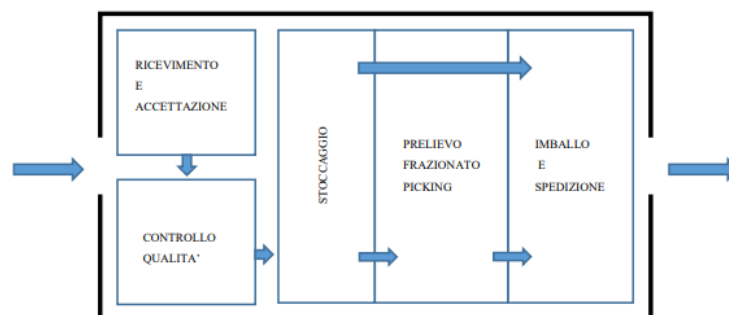 RICEVIMENTO
E
ACCETTAZIONE
CONTROLLO
QUALITA’
STOCCAGGIO
PRELIEVO
FRAZIONATO
PICKING
IMBALLO
E
SPEDIZIONE